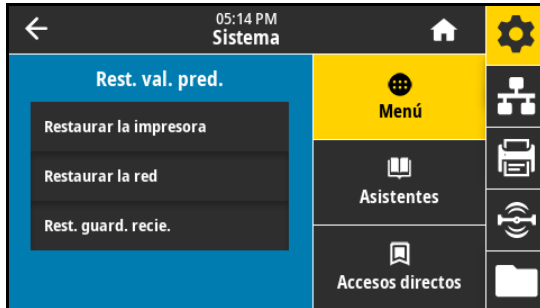 05:14 PM
Sistema
Rest. val. pred.
Restaurar la impresora
Restaurar la red
Rest. guard. recie.
Menú
Asistentes
Accesos directos